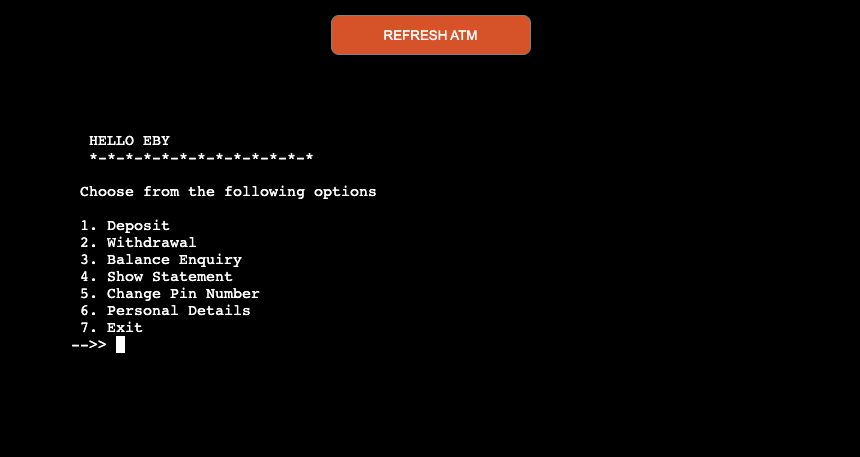 REFRESH ATM
HELLO EBY
*-*-*-*-*-*-*-*-*-*-*-*-*
Choose from the following options
1. Deposit
2. Withdrawal
3. Balance Enquiry
4. Show Statement
5. Change Pin Number
6. Personal Details
7. Exit
-->>